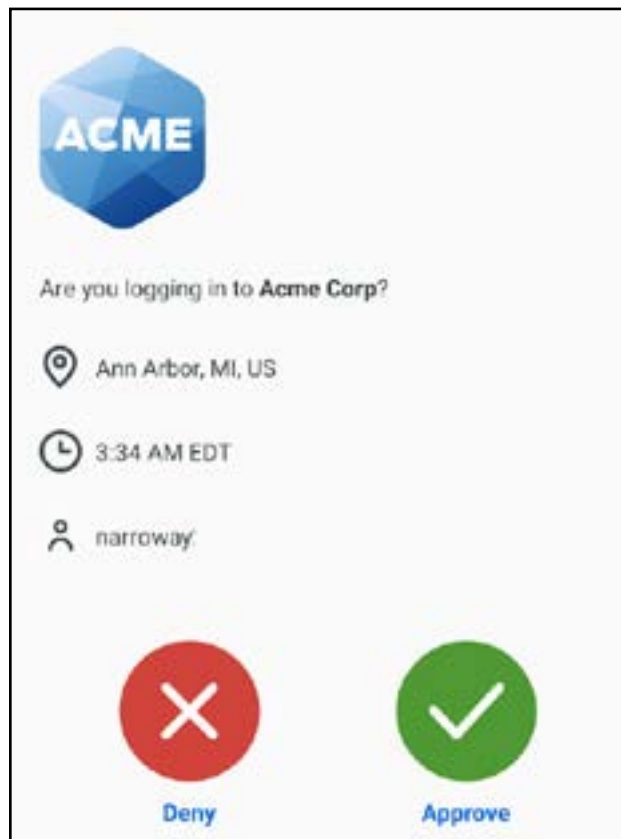 ACME
Are you logging in to Acme Corp?
Ann Arbor, MI, US
3:34 AM EDT
narroway
Deny
Approve